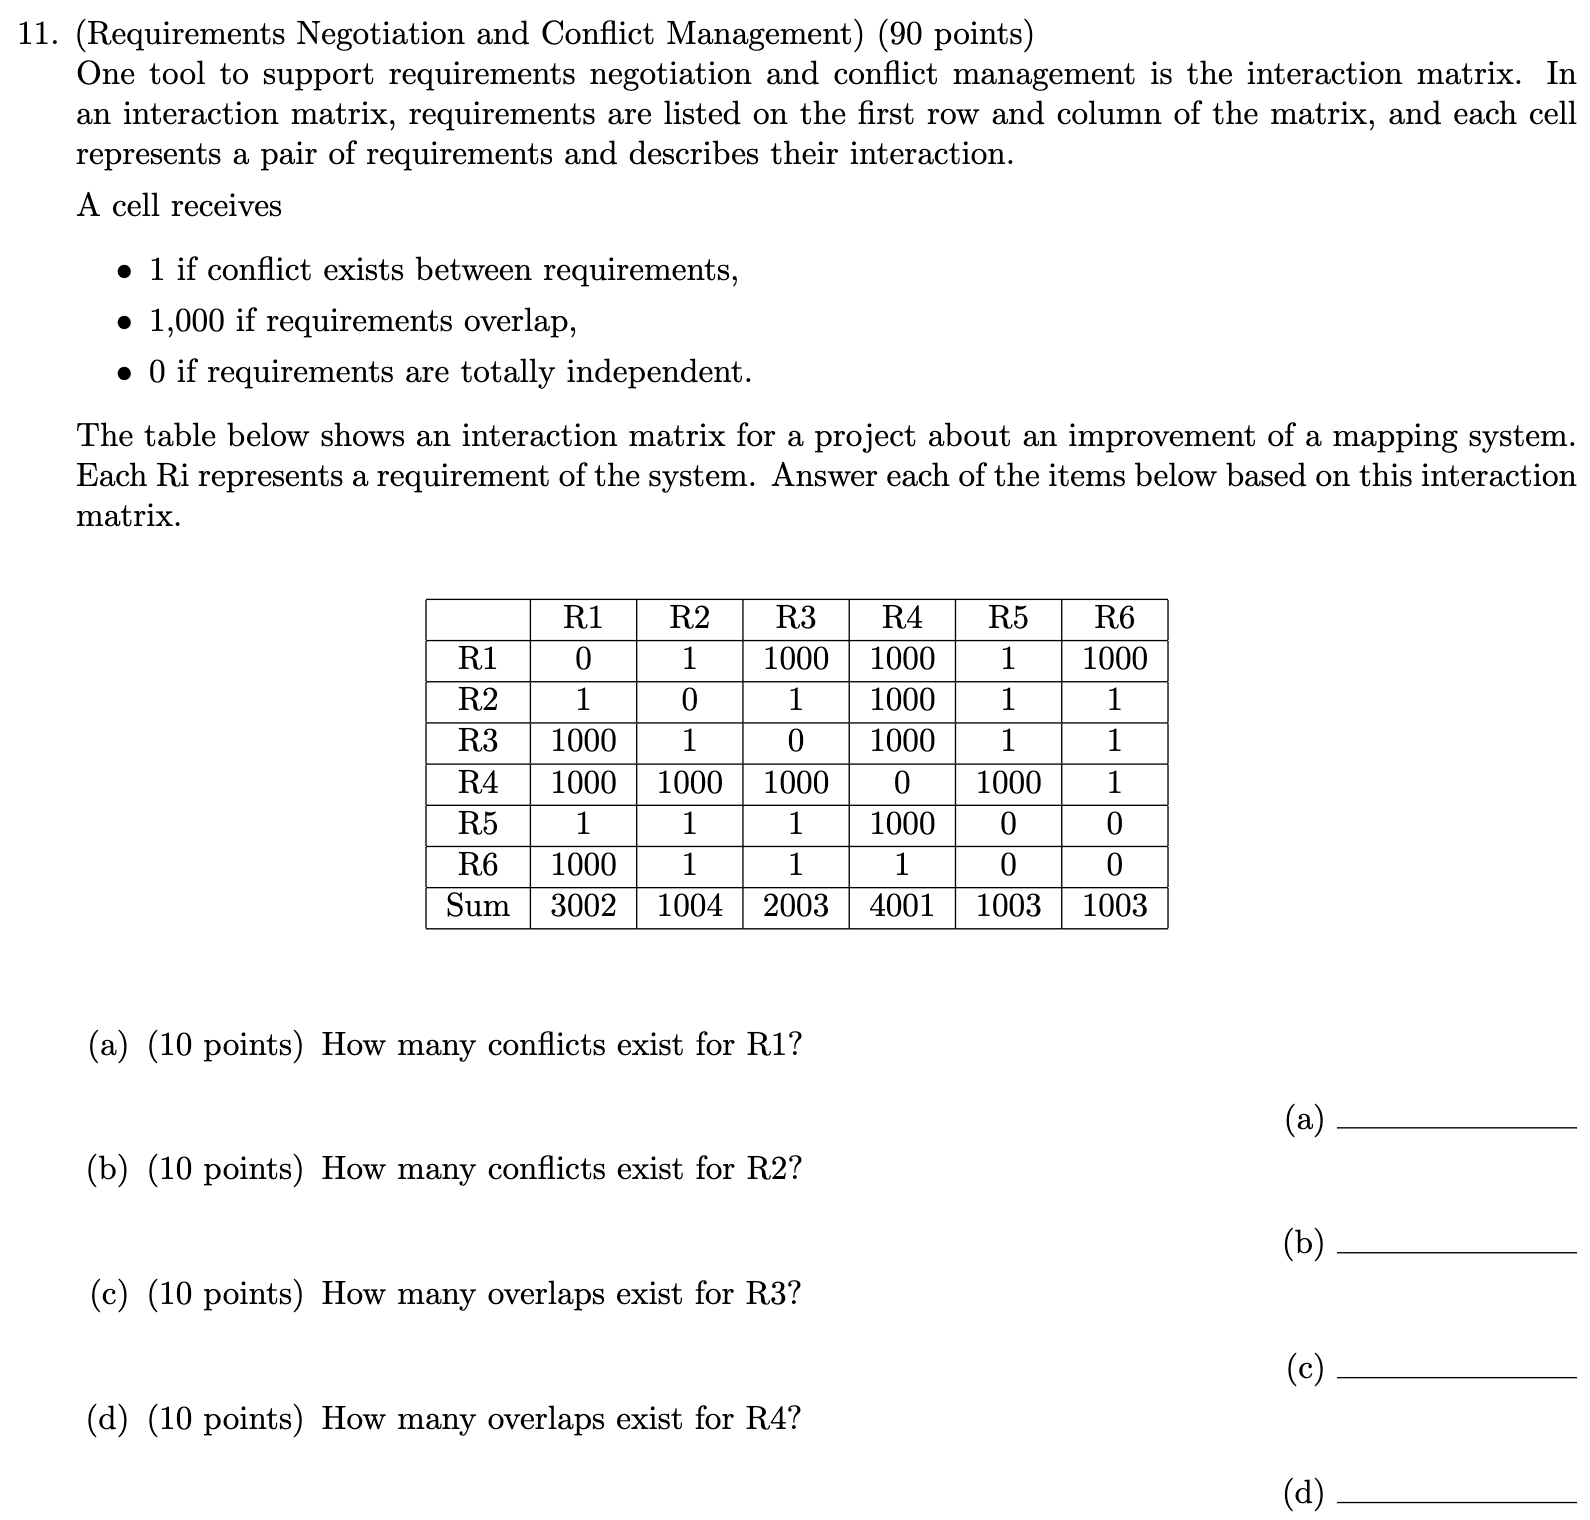 11. (Requirements Negotiation and Conflict Management) (90 points)
One tool to support requirements negotiation and conflict management is the interaction matrix. In
an interaction matrix, requirements are listed on the first row and column of the matrix, and each cell
represents a pair of requirements and describes their interaction.
A cell receives
• 1 if conflict exists between requirements,
• 1,000 if requirements overlap,
• 0 if requirements are totally independent.
The table below shows an interaction matrix for a project about an improvement of a mapping system.
Each Ri represents a requirement of the system. Answer each of the items below based on this interaction
matrix.
R1 R2 R3 R4 R5 R6
R1 0 1 1000 1000 1 1000
R2 1 0 1 1000 1 1
R3 1000 1 0 1000 1 1
R4 1000 1000 1000 0 1000 1
R5 1 1 1 1000 0 0
R6 1000 1 1 1 0 0
Sum 3002 1004 2003 4001 1003 1003
(a) (10 points) How many conflicts exist for R1?
(a)
(b) (10 points) How many conflicts exist for R2?
(b)
(c) (10 points) How many overlaps exist for R3?
(c)
(d) (10 points) How many overlaps exist for R4?
(d)